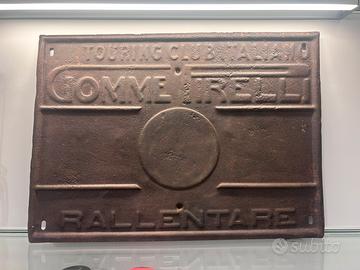 TOURING CLUB ITALIANO
GOMME PIRELLI
RALLENTARE
subito